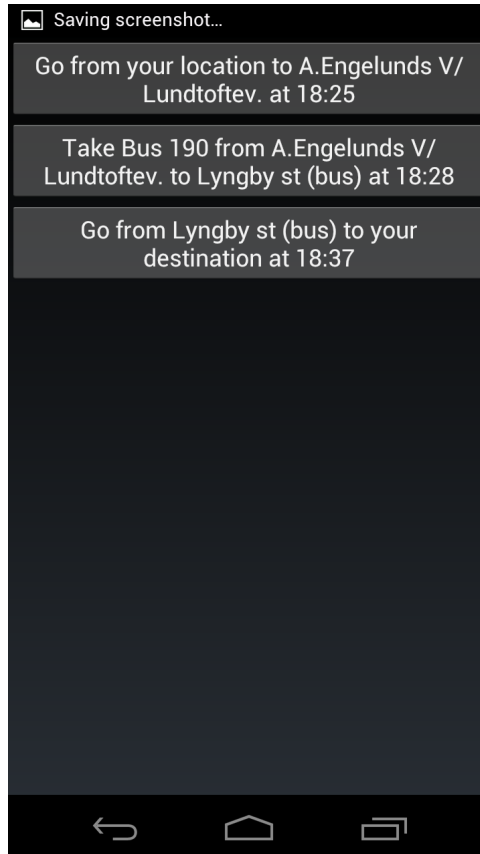 Saving screenshot...
Go from your location to A.Engelunds V/
Lundtoftev. at 18:25
Take Bus 190 from A.Engelunds V/
Lundtoftev. to Lyngby st (bus) at 18:28
Go from Lyngby st (bus) to your
destination at 18:37